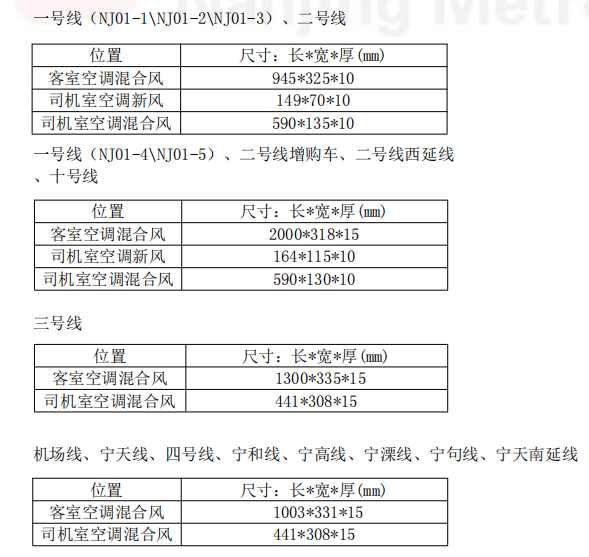 Nanjing Metro
一号线（NJ01-1\NJ01-2\NJ01-3）、二号线
位置 尺寸：长*宽*厚(mm)
客室空调混合风 945*325*10
司机室空调新风 149*70*10
司机室空调混合风 590*135*10
一号线（NJ01-4\NJ01-5）、二号线增购车、二号线西延线
、十号线
位置 尺寸：长*宽*厚(mm)
客室空调混合风 2000*318*15
司机室空调新风 164*115*10
司机室空调混合风 590*130*10
三号线
位置 尺寸：长*宽*厚(mm)
客室空调混合风 1300*335*15
司机室空调混合风 441*308*15
机场线、宁天线、四号线、宁和线、宁高线、宁溧线、宁句线、宁天南延线
位置 尺寸：长*宽*厚(mm)
客室空调混合风 1003*331*15
司机室空调混合风 441*308*15